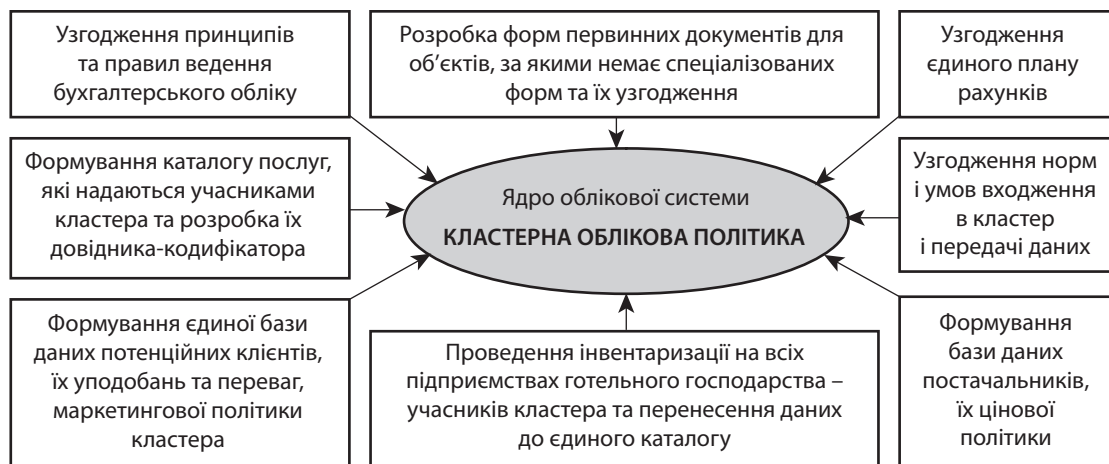 Узгодження принципів
та правил ведення
бухгалтерського обліку
Розробка форм первинних документів для
об’єктів, за якими немає спеціалізованих
форм та їх узгодження
Узгодження
єдиного плану
рахунків
Формування каталогу послуг,
які надаються учасниками
кластера та розробка їх
довідника-кодифікатора
Ядро облікової системи
КЛАСТЕРНА ОБЛІКОВА ПОЛІТИКА
Узгодження норм
і умов входження
в кластер
і передачі даних
Формування єдиної бази
даних потенційних клієнтів,
їх уподобань та переваг,
маркетингової політики
кластера
Проведення інвентаризації на всіх
підприємствах готельного господарства –
учасників кластера та перенесення даних
до єдиного каталогу
Формування
бази даних
постачальників,
їх цінової
політики